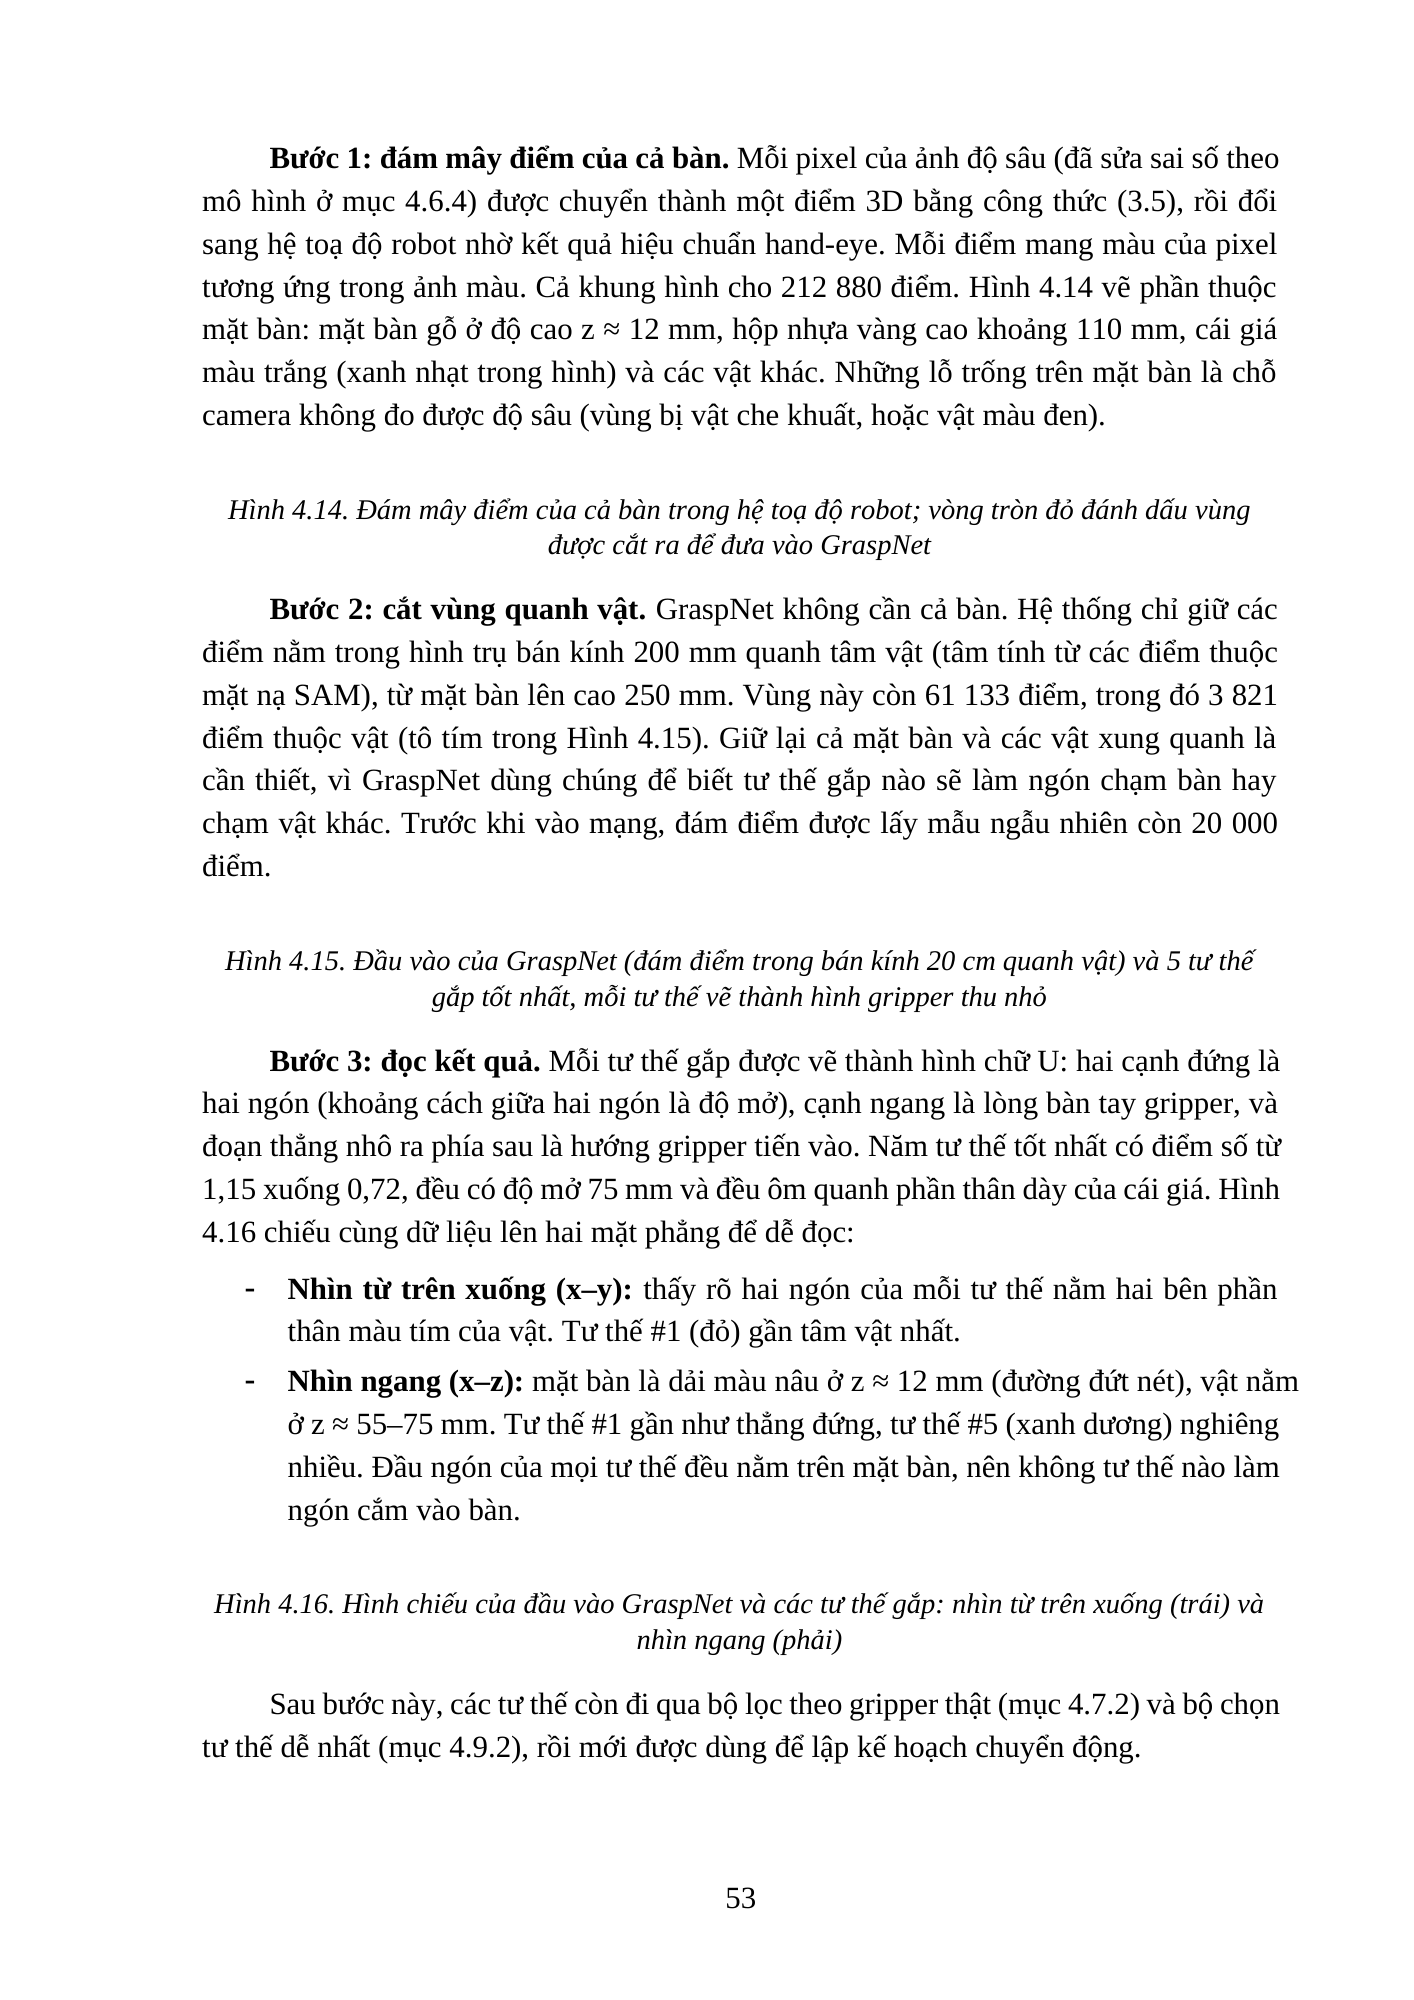 Bước 1: đám mây điểm của cả bàn. Mỗi pixel của ảnh độ sâu (đã sửa sai số theo
mô hình ở mục 4.6.4) được chuyển thành một điểm 3D bằng công thức (3.5), rồi đổi
sang hệ toạ độ robot nhờ kết quả hiệu chuẩn hand-eye. Mỗi điểm mang màu của pixel
tương ứng trong ảnh màu. Cả khung hình cho 212 880 điểm. Hình 4.14 vẽ phần thuộc
mặt bàn: mặt bàn gỗ ở độ cao z ≈ 12 mm, hộp nhựa vàng cao khoảng 110 mm, cái giá
màu trắng (xanh nhạt trong hình) và các vật khác. Những lỗ trống trên mặt bàn là chỗ
camera không đo được độ sâu (vùng bị vật che khuất, hoặc vật màu đen).
Hình 4.14. Đám mây điểm của cả bàn trong hệ toạ độ robot; vòng tròn đỏ đánh dấu vùng
được cắt ra để đưa vào GraspNet
Bước 2: cắt vùng quanh vật. GraspNet không cần cả bàn. Hệ thống chỉ giữ các
điểm nằm trong hình trụ bán kính 200 mm quanh tâm vật (tâm tính từ các điểm thuộc
mặt nạ SAM), từ mặt bàn lên cao 250 mm. Vùng này còn 61 133 điểm, trong đó 3 821
điểm thuộc vật (tô tím trong Hình 4.15). Giữ lại cả mặt bàn và các vật xung quanh là
cần thiết, vì GraspNet dùng chúng để biết tư thế gắp nào sẽ làm ngón chạm bàn hay
chạm vật khác. Trước khi vào mạng, đám điểm được lấy mẫu ngẫu nhiên còn 20 000
điểm.
Hình 4.15. Đầu vào của GraspNet (đám điểm trong bán kính 20 cm quanh vật) và 5 tư thế
gắp tốt nhất, mỗi tư thế vẽ thành hình gripper thu nhỏ
Bước 3: đọc kết quả. Mỗi tư thế gắp được vẽ thành hình chữ U: hai cạnh đứng là
hai ngón (khoảng cách giữa hai ngón là độ mở), cạnh ngang là lòng bàn tay gripper, và
đoạn thẳng nhô ra phía sau là hướng gripper tiến vào. Năm tư thế tốt nhất có điểm số từ
1,15 xuống 0,72, đều có độ mở 75 mm và đều ôm quanh phần thân dày của cái giá. Hình
4.16 chiếu cùng dữ liệu lên hai mặt phẳng để dễ đọc:
- Nhìn từ trên xuống (x–y): thấy rõ hai ngón của mỗi tư thế nằm hai bên phần
thân màu tím của vật. Tư thế #1 (đỏ) gần tâm vật nhất.
- Nhìn ngang (x–z): mặt bàn là dải màu nâu ở z ≈ 12 mm (đường đứt nét), vật nằm
ở z ≈ 55–75 mm. Tư thế #1 gần như thẳng đứng, tư thế #5 (xanh dương) nghiêng
nhiều. Đầu ngón của mọi tư thế đều nằm trên mặt bàn, nên không tư thế nào làm
ngón cắm vào bàn.
Hình 4.16. Hình chiếu của đầu vào GraspNet và các tư thế gắp: nhìn từ trên xuống (trái) và
nhìn ngang (phải)
Sau bước này, các tư thế còn đi qua bộ lọc theo gripper thật (mục 4.7.2) và bộ chọn
tư thế dễ nhất (mục 4.9.2), rồi mới được dùng để lập kế hoạch chuyển động.
53